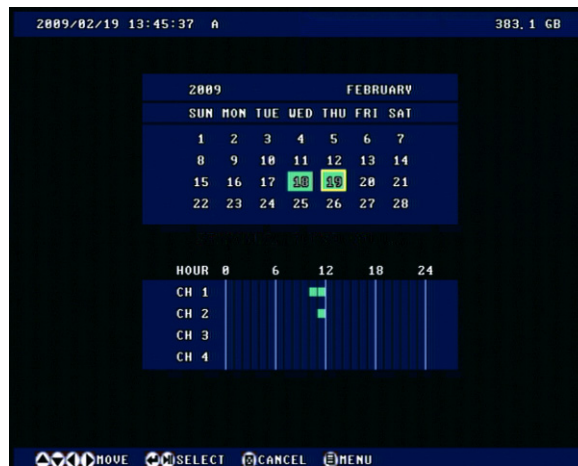 2009/02/19 13:45:37 A 383.1 GB
2009 FEBRUARY
SUN MON TUE WED THU FRI SAT
1 2 3 4 5 6 7
8 9 10 11 12 13 14
15 16 17 18 19 20 21
22 23 24 25 26 27 28
HOUR 0 6 12 18 24
CH 1
CH 2
CH 3
CH 4
MOVE SELECT CANCEL MENU